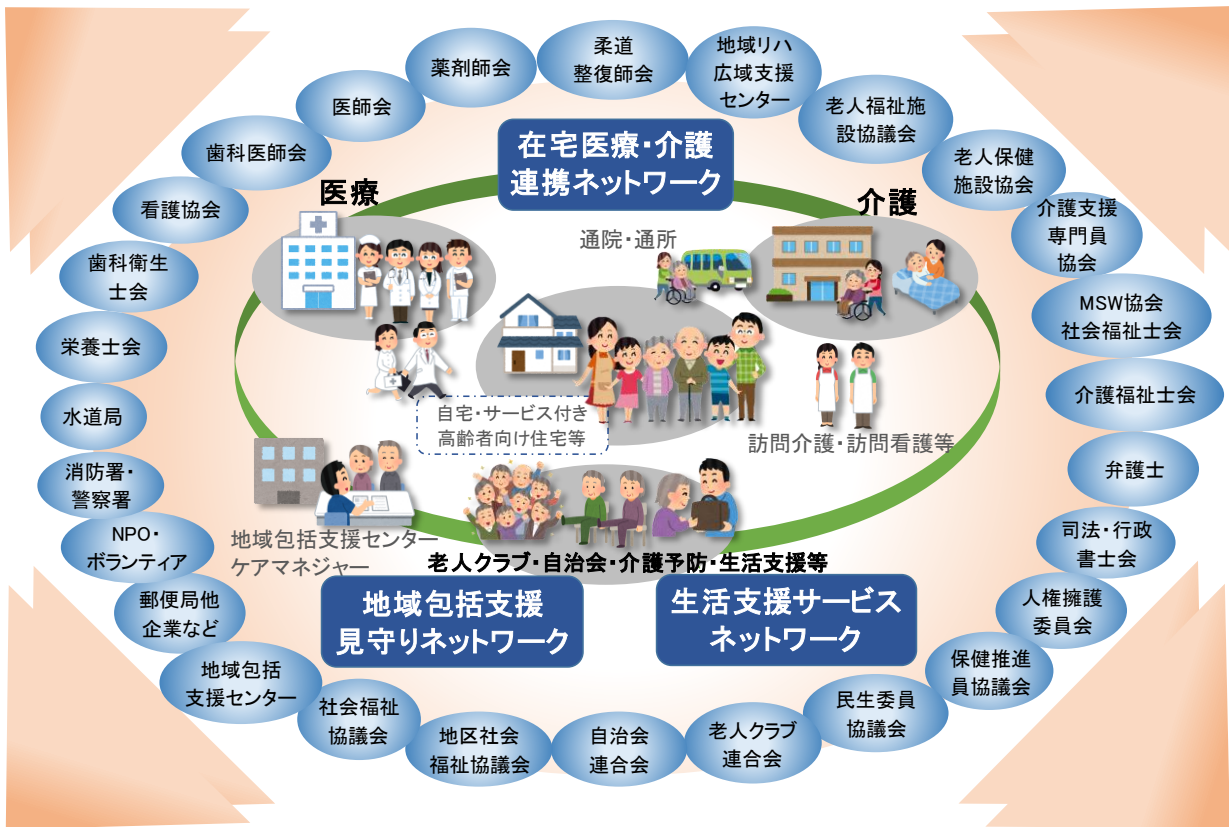 柔道
整復師会
地域リハ
広域支援
センター
老人福祉施
設協議会
老人保健
施設協会
介護支援
専門員
協会
MSW協会
社会福祉士会
介護福祉士会
弁護士
司法・行政
書士会
人権擁護
委員会
保健推進
員協議会
民生委員
協議会
老人クラブ
連合会
自治会
連合会
地区社会
福祉協議会
社会福祉
協議会
地域包括
支援センター
郵便局他
企業など
NPO・
ボランティア
消防署・
警察署
水道局
栄養士会
歯科衛生
士会
看護協会
歯科医師会
医師会
薬剤師会
在宅医療・介護
連携ネットワーク
医療
介護
通院・通所
自宅・サービス付き
高齢者向け住宅等
訪問介護・訪問看護等
地域包括支援センター
ケアマネジャー
老人クラブ・自治会・介護予防・生活支援等
地域包括支援
見守りネットワーク
生活支援サービス
ネットワーク